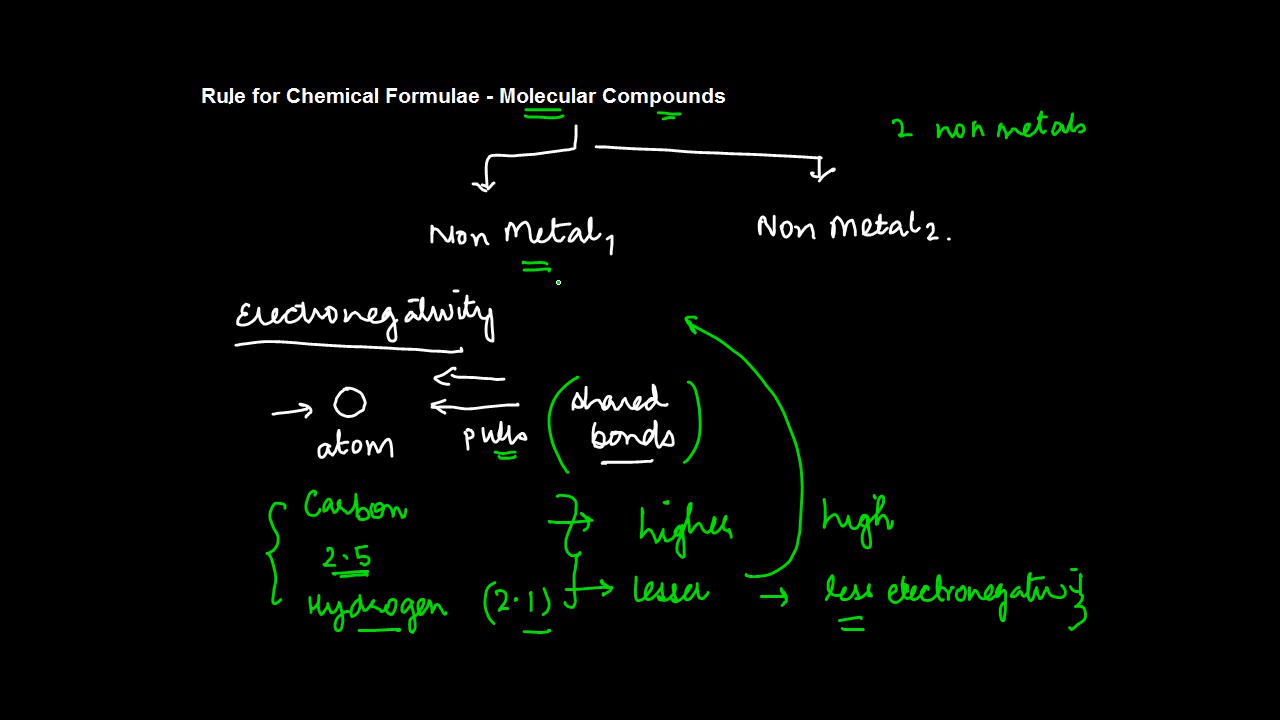 Rule for Chemical Formulae - Molecular Compounds
2 non metals
Non Metal1 Non Metal2.
Electronegativity
atom pulls (shared bonds)
Carbon higher high
2.5
Hydrogen (2.1) lesser → less electronegativ